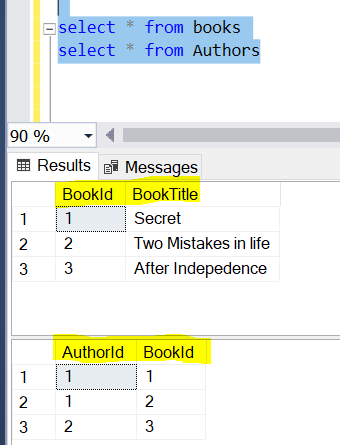 select * from books
select * from Authors
90 %
Results Messages
BookId BookTitle
1 1 Secret
2 2 Two Mistakes in life
3 3 After Indepedence
AuthorId BookId
1 1 1
2 1 2
3 2 3